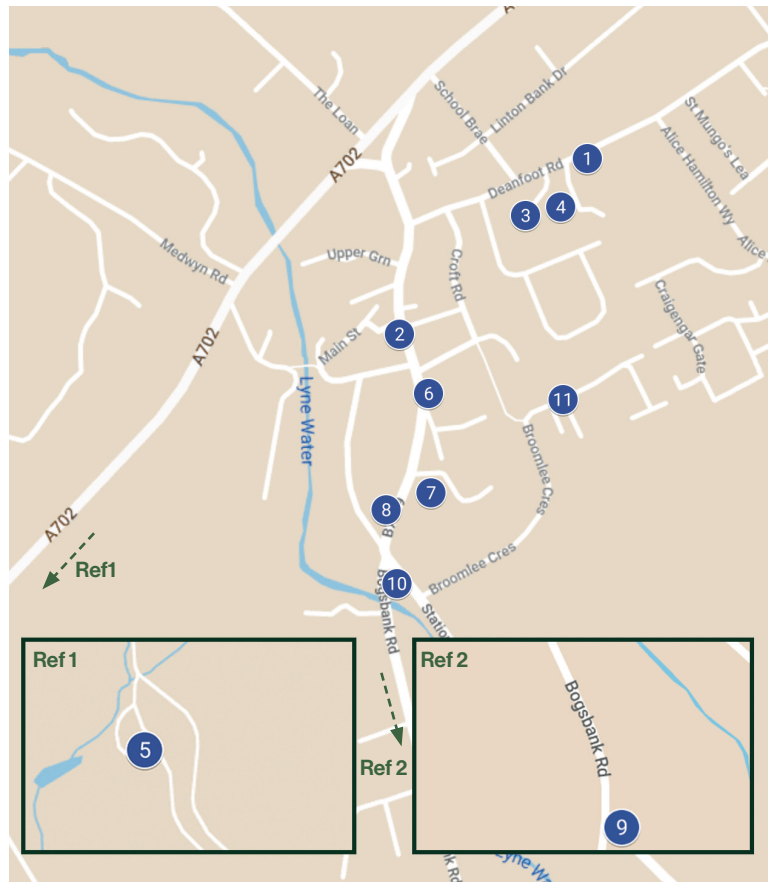 The Loan
School Brae
Linton Bank Dr
St Mungo's Lea
A702
1
Deanfoot Rd
Alice Hamilton Wy
3
4
Medwyn Rd
Upper Grn
Croft Rd
Alice
Craigengar Gate
A702
Main St
2
Lyne Water
6
11
Broomlee Cres
7
8
A702
Ref1
Broomlee Cres
10
Bogsbank Rd
Ref 1
5
Ref 2
Ref 2
Bogsbank Rd
9
Lyne